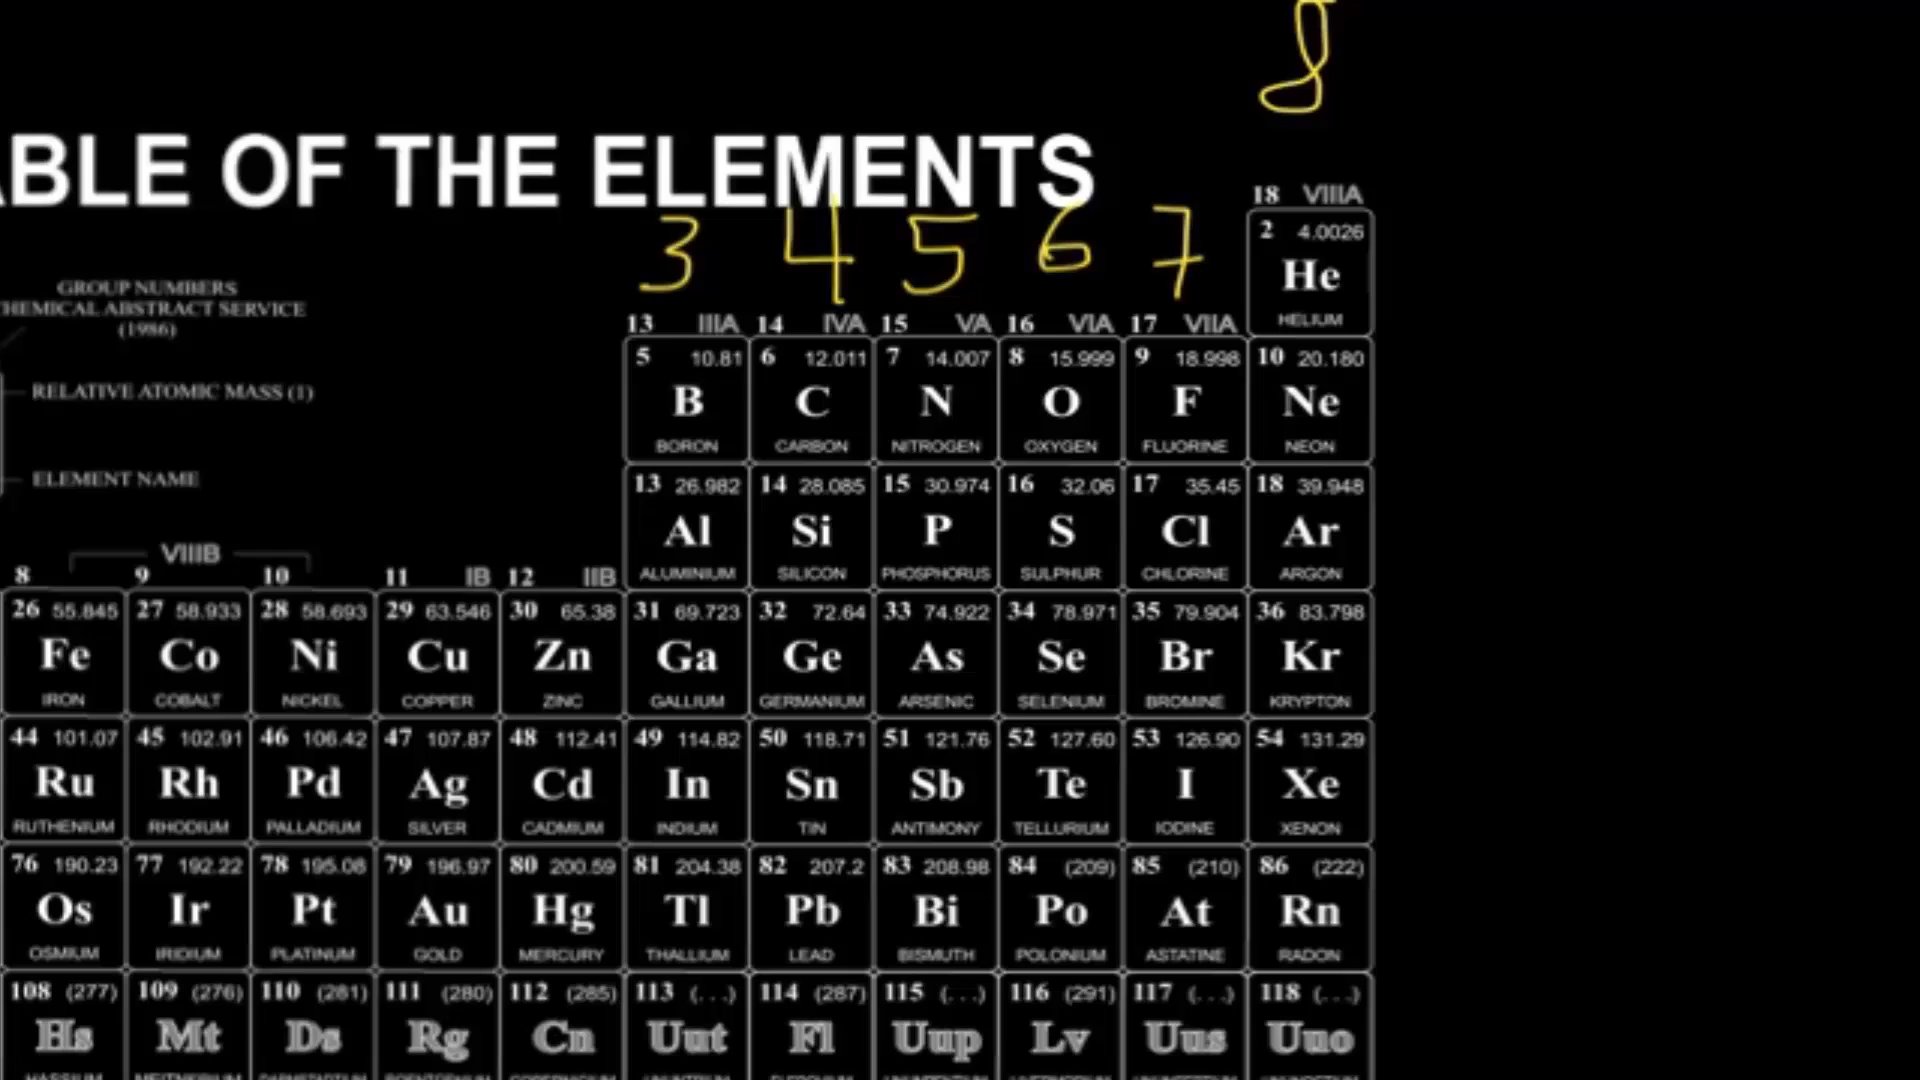 8
ABLE OF THE ELEMENTS
18 VIIIA
3 4 5 6 7
2 4.0026
He
HELIUM
GROUP NUMBERS
CHEMICAL ABSTRACT SERVICE
(1986)
13 IIIA 14 IVA 15 VA 16 VIA 17 VIIA
5 10.81 6 12.011 7 14.007 8 15.999 9 18.998 10 20.180
RELATIVE ATOMIC MASS (1)
B C N O F Ne
BORON CARBON NITROGEN OXYGEN FLUORINE NEON
ELEMENT NAME
13 26.982 14 28.085 15 30.974 16 32.06 17 35.45 18 39.948
Al Si P S Cl Ar
VIIIB
8 9 10 11 IB 12 IIB
ALUMINIUM SILICON PHOSPHORUS SULPHUR CHLORINE ARGON
26 55.845 27 58.933 28 58.693 29 63.546 30 65.38 31 69.723 32 72.64 33 74.922 34 78.971 35 79.904 36 83.798
Fe Co Ni Cu Zn Ga Ge As Se Br Kr
IRON COBALT NICKEL COPPER ZINC GALLIUM GERMANIUM ARSENIC SELENIUM BROMINE KRYPTON
44 101.07 45 102.91 46 106.42 47 107.87 48 112.41 49 114.82 50 118.71 51 121.76 52 127.60 53 126.90 54 131.29
Ru Rh Pd Ag Cd In Sn Sb Te I Xe
RUTHENIUM RHODIUM PALLADIUM SILVER CADMIUM INDIUM TIN ANTIMONY TELLURIUM IODINE XENON
76 190.23 77 192.22 78 195.08 79 196.97 80 200.59 81 204.38 82 207.2 83 208.98 84 (209) 85 (210) 86 (222)
Os Ir Pt Au Hg Tl Pb Bi Po At Rn
OSMIUM IRIDIUM PLATINUM GOLD MERCURY THALLIUM LEAD BISMUTH POLONIUM ASTATINE RADON
108 (277) 109 (276) 110 (281) 111 (280) 112 (285) 113 (...) 114 (287) 115 (...) 116 (291) 117 (...) 118 (...)
Hs Mt Ds Rg Cn Uut Fl Uup Lv Uus Uuo